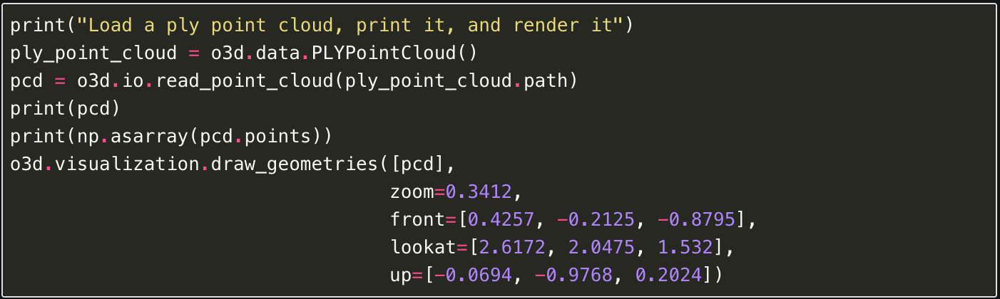 print("Load a ply point cloud, print it, and render it")
ply_point_cloud = o3d.data.PLYPointCloud()
pcd = o3d.io.read_point_cloud(ply_point_cloud.path)
print(pcd)
print(np.asarray(pcd.points))
o3d.visualization.draw_geometries([pcd],
                                  zoom=0.3412,
                                  front=[0.4257, -0.2125, -0.8795],
                                  lookat=[2.6172, 2.0475, 1.532],
                                  up=[-0.0694, -0.9768, 0.2024])